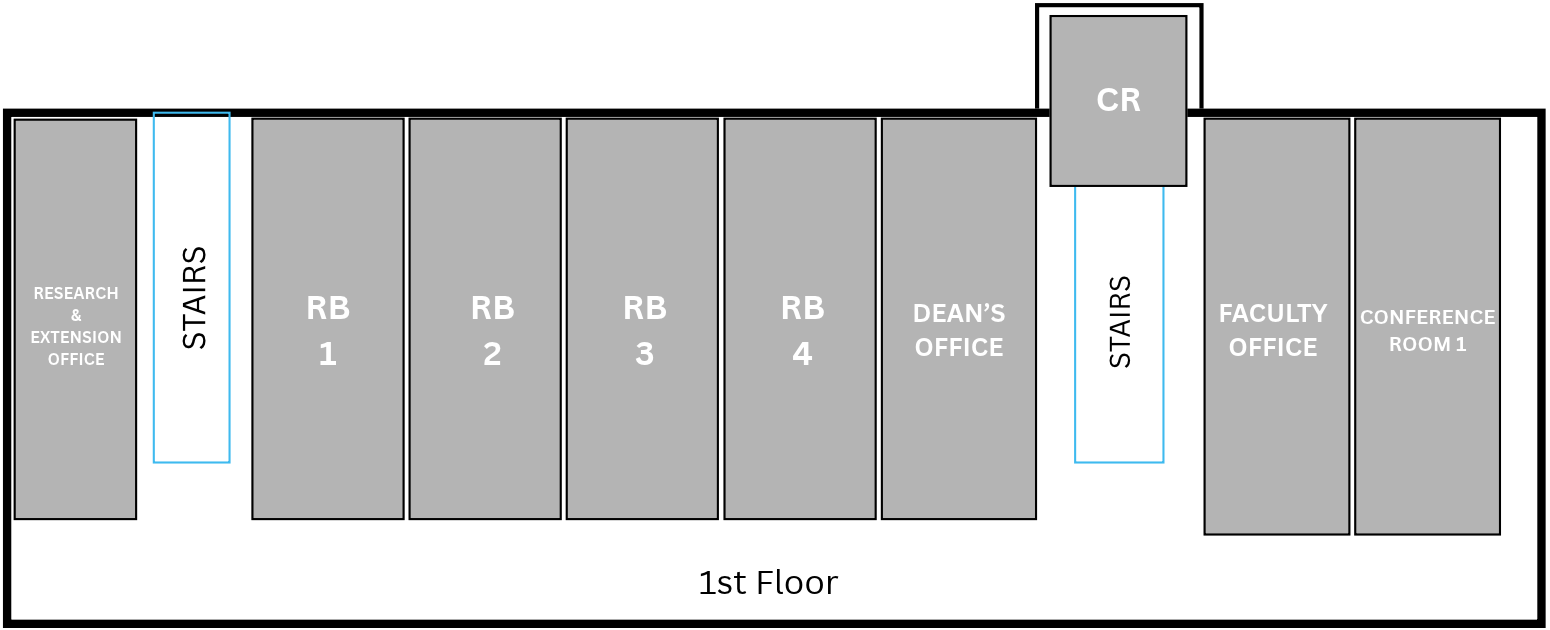 CR
RESEARCH
&
EXTENSION
OFFICE
STAIRS
RB
1
RB
2
RB
3
RB
4
DEAN’S
OFFICE
STAIRS
FACULTY
OFFICE
CONFERENCE
ROOM 1
1st Floor